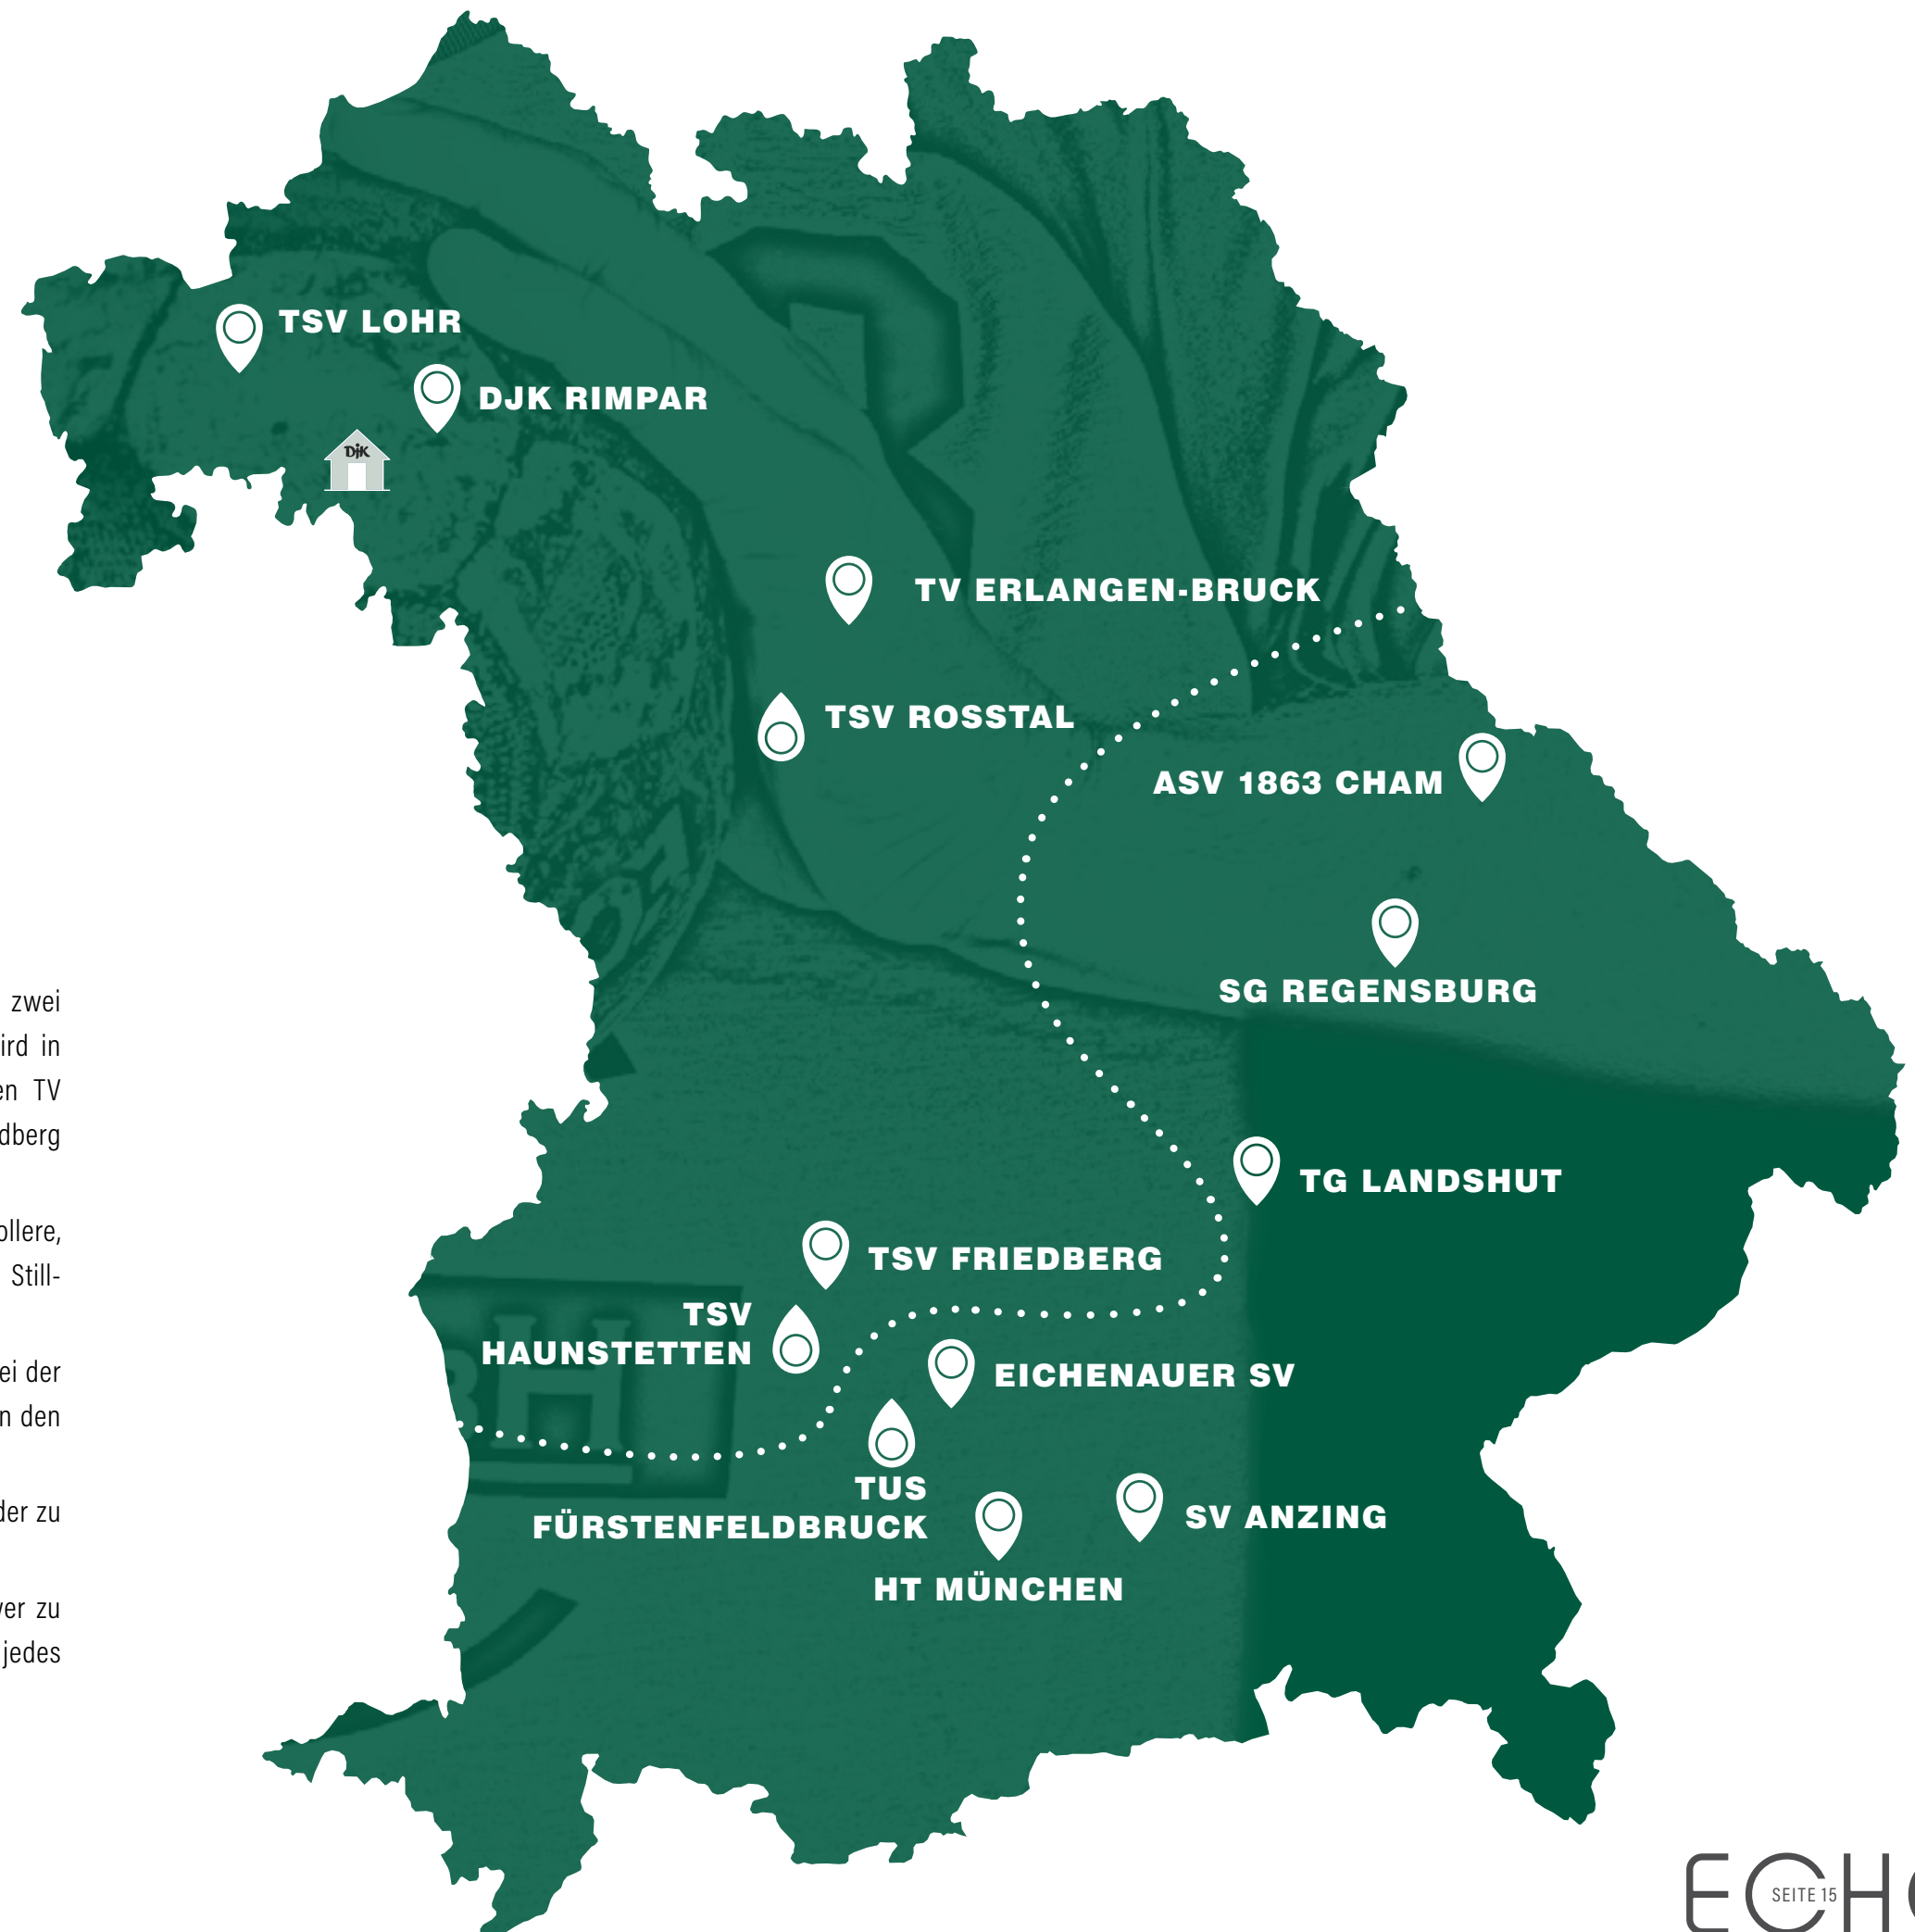 TSV LOHR
DJK RIMPAR
DJK
TV ERLANGEN-BRUCK
TSV ROSSTAL
ASV 1863 CHAM
SG REGENSBURG
TG LANDSHUT
TSV FRIEDBERG
TSV
HAUNSTETTEN
EICHENAUER SV
TUS
FÜRSTENFELDBRUCK
SV ANZING
HT MÜNCHEN
zwei
ird in
en TV
dberg
ollere,
Still-
ei der
n den
der zu
ver zu
jedes
ECHO
SEITE 15